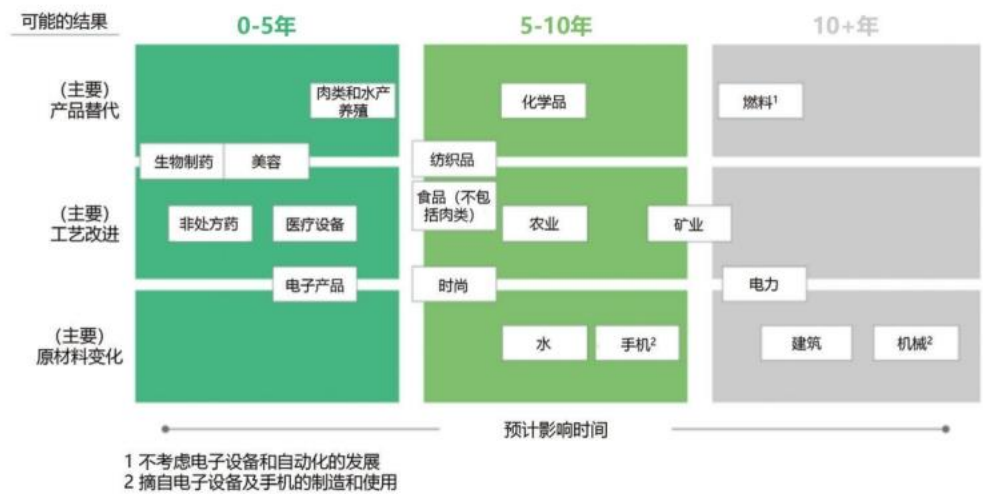 可能的结果
0-5年
5-10年
10+年
(主要)
产品替代
肉类和水产
养殖
化学品
燃料¹
生物制药
美容
纺织品
(主要)
工艺改进
非处方药
医疗设备
食品(不包
括肉类)
农业
矿业
电子产品
时尚
电力
(主要)
原材料变化
水
手机²
建筑
机械²
预计影响时间
1 不考虑电子设备和自动化的发展
2 摘自电子设备及手机的制造和使用